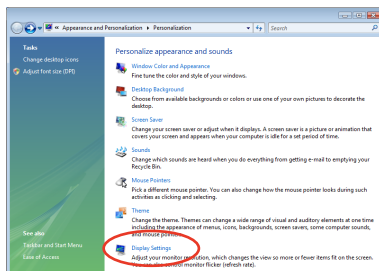 « Appearance and Personalization ▸ Personalization
Search
Tasks
Change desktop icons
Adjust font size (DPI)
Personalize appearance and sounds
Window Color and Appearance
Fine tune the color and style of your windows.
Desktop Background
Choose from available backgrounds or colors or use one of your own pictures to decorate the
desktop.
Screen Saver
Change your screen saver or adjust when it displays. A screen saver is a picture or animation that
covers your screen and appears when your computer is idle for a set period of time.
Sounds
Change which sounds are heard when you do everything from getting e-mail to emptying your
Recycle Bin.
Mouse Pointers
Pick a different mouse pointer. You can also change how the mouse pointer looks during such
activities as clicking and selecting.
Theme
Change the theme. Themes can change a wide range of visual and auditory elements at one time
including the appearance of menus, icons, backgrounds, screen savers, some computer sounds,
and mouse pointers.
Display Settings
Adjust your monitor resolution, which changes the view so more or fewer items fit on the screen.
You can also control monitor flicker (refresh rate).
See also
Taskbar and Start Menu
Ease of Access